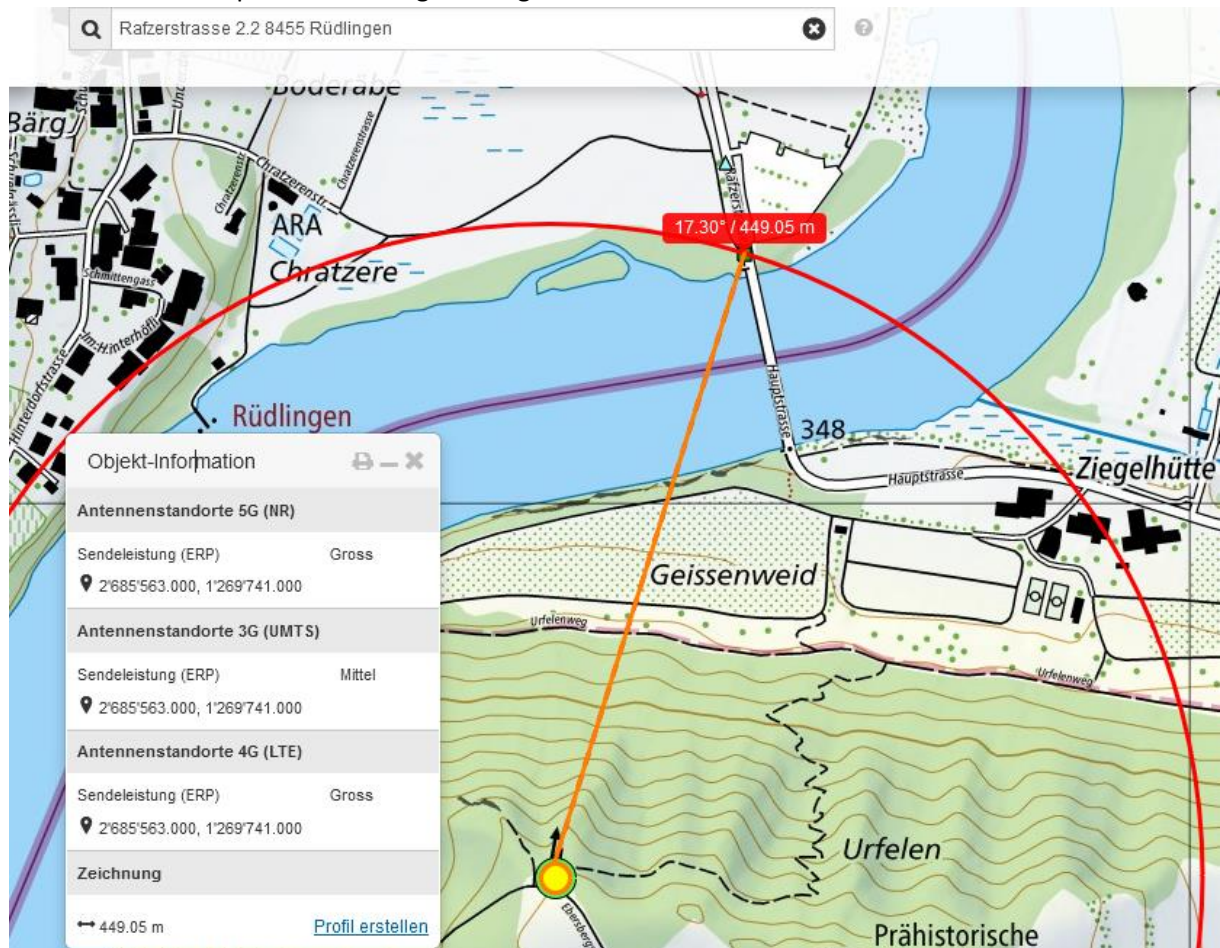 Rafzerstrasse 2.2 8455 Rüdlingen
Boderäbe
Bärg
Chratzerenstr.
Chratzerenstr.
Chratzerenstrasse
ARA
Chratzere
17.30° / 449.05 m
Schmittengass
Im Hinterhöfli
Hinterdorfstrasse
Rüdlingen
Hauptstrasse
348
Hauptstrasse
Ziegelhütte
Objekt-Information
Antennenstandorte 5G (NR)
Sendeleistung (ERP) Gross
2'685'563.000, 1'269'741.000
Geissenweid
Urfelenweg
Antennenstandorte 3G (UMTS)
Sendeleistung (ERP) Mittel
2'685'563.000, 1'269'741.000
Urfelenweg
Antennenstandorte 4G (LTE)
Sendeleistung (ERP) Gross
2'685'563.000, 1'269'741.000
Urfelen
Zeichnung
449.05 m Profil erstellen
Prähistorische